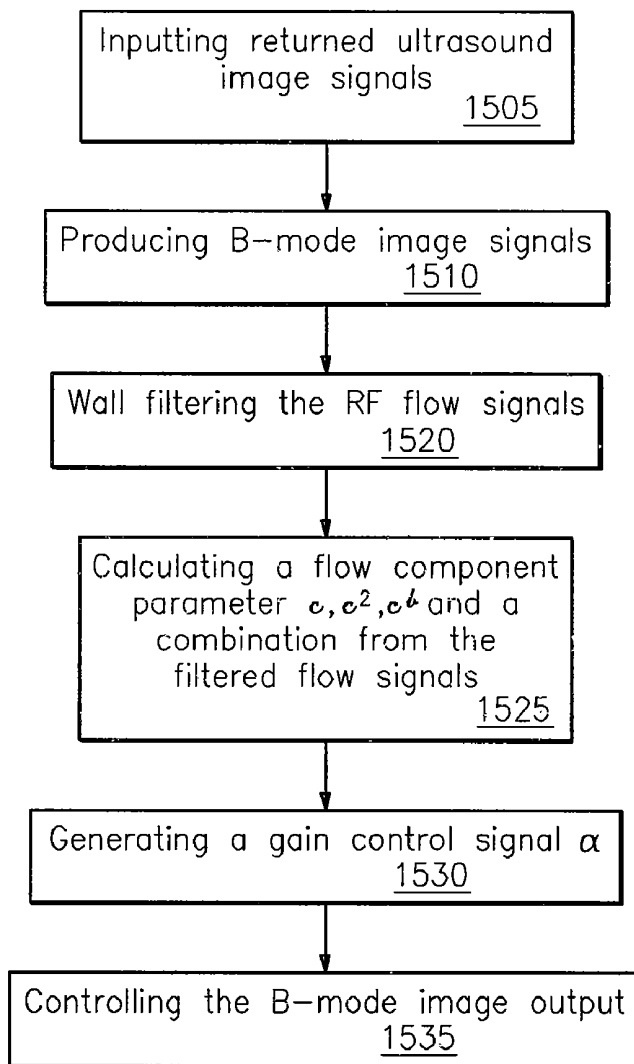 Inputting returned ultrasound
image signals
1505
Producing B-mode image signals
1510
Wall filtering the RF flow signals
1520
Calculating a flow component
parameter c, c², cᵇ and a
combination from the
filtered flow signals
1525
Generating a gain control signal α
1530
Controlling the B-mode image output
1535